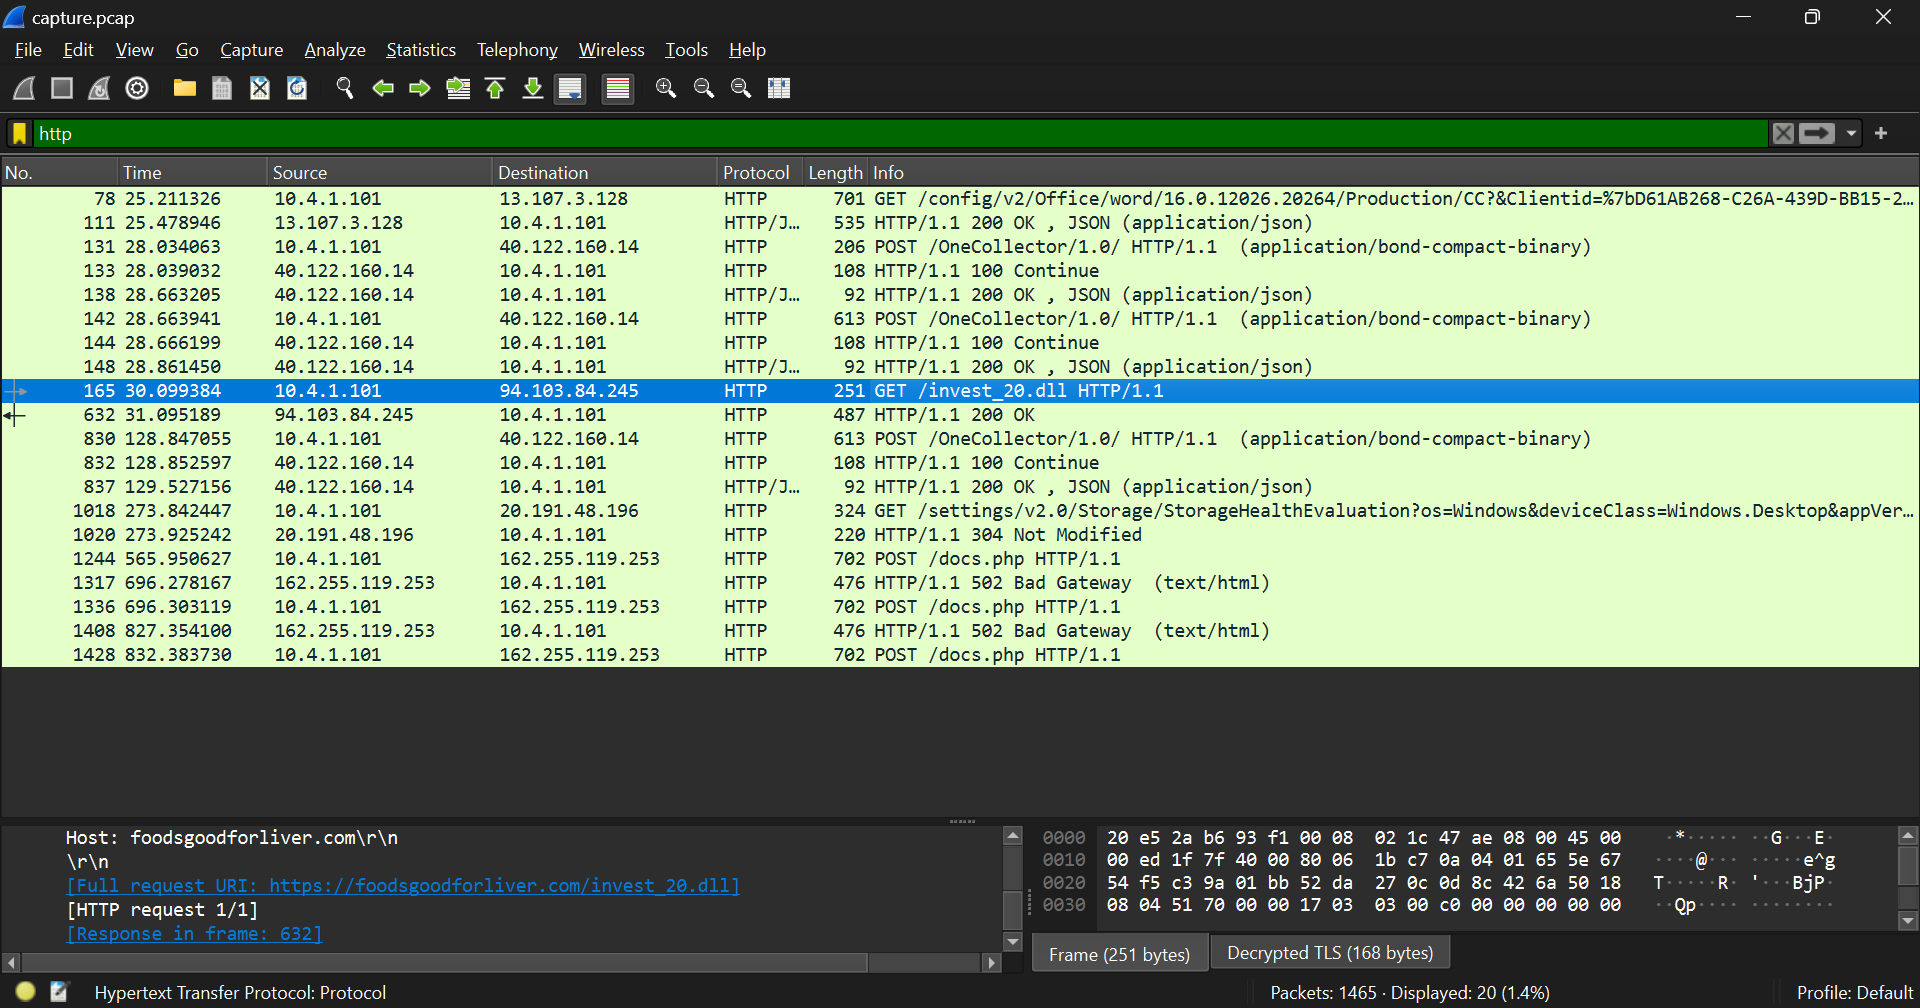 capture.pcap
File Edit View Go Capture Analyze Statistics Telephony Wireless Tools Help
http
No. Time Source Destination Protocol Length Info
78 25.211326 10.4.1.101 13.107.3.128 HTTP 701 GET /config/v2/Office/word/16.0.12026.20264/Production/CC?&Clientid=%7bD61AB268-C26A-439D-BB15-2…
111 25.478946 13.107.3.128 10.4.1.101 HTTP/J… 535 HTTP/1.1 200 OK , JSON (application/json)
131 28.034063 10.4.1.101 40.122.160.14 HTTP 206 POST /OneCollector/1.0/ HTTP/1.1  (application/bond-compact-binary)
133 28.039032 40.122.160.14 10.4.1.101 HTTP 108 HTTP/1.1 100 Continue
138 28.663205 40.122.160.14 10.4.1.101 HTTP/J… 92 HTTP/1.1 200 OK , JSON (application/json)
142 28.663941 10.4.1.101 40.122.160.14 HTTP 613 POST /OneCollector/1.0/ HTTP/1.1  (application/bond-compact-binary)
144 28.666199 40.122.160.14 10.4.1.101 HTTP 108 HTTP/1.1 100 Continue
148 28.861450 40.122.160.14 10.4.1.101 HTTP/J… 92 HTTP/1.1 200 OK , JSON (application/json)
165 30.099384 10.4.1.101 94.103.84.245 HTTP 251 GET /invest_20.dll HTTP/1.1
632 31.095189 94.103.84.245 10.4.1.101 HTTP 487 HTTP/1.1 200 OK
830 128.847055 10.4.1.101 40.122.160.14 HTTP 613 POST /OneCollector/1.0/ HTTP/1.1  (application/bond-compact-binary)
832 128.852597 40.122.160.14 10.4.1.101 HTTP 108 HTTP/1.1 100 Continue
837 129.527156 40.122.160.14 10.4.1.101 HTTP/J… 92 HTTP/1.1 200 OK , JSON (application/json)
1018 273.842447 10.4.1.101 20.191.48.196 HTTP 324 GET /settings/v2.0/Storage/StorageHealthEvaluation?os=Windows&deviceClass=Windows.Desktop&appVer…
1020 273.925242 20.191.48.196 10.4.1.101 HTTP 220 HTTP/1.1 304 Not Modified
1244 565.950627 10.4.1.101 162.255.119.253 HTTP 702 POST /docs.php HTTP/1.1
1317 696.278167 162.255.119.253 10.4.1.101 HTTP 476 HTTP/1.1 502 Bad Gateway  (text/html)
1336 696.303119 10.4.1.101 162.255.119.253 HTTP 702 POST /docs.php HTTP/1.1
1408 827.354100 162.255.119.253 10.4.1.101 HTTP 476 HTTP/1.1 502 Bad Gateway  (text/html)
1428 832.383730 10.4.1.101 162.255.119.253 HTTP 702 POST /docs.php HTTP/1.1
Host: foodsgoodforliver.com\r\n
\r\n
[Full request URI: https://foodsgoodforliver.com/invest_20.dll]
[HTTP request 1/1]
[Response in frame: 632]
0000 20 e5 2a b6 93 f1 00 08 02 1c 47 ae 08 00 45 00 ·*····· ··G···E·
0010 00 ed 1f 7f 40 00 80 06 1b c7 0a 04 01 65 5e 67 ····@··· ·····e^g
0020 54 f5 c3 9a 01 bb 52 da 27 0c 0d 8c 42 6a 50 18 T·····R· '···BjP·
0030 08 04 51 70 00 00 17 03 03 00 c0 00 00 00 00 00 ··Qp···· ········
Frame (251 bytes) Decrypted TLS (168 bytes)
Hypertext Transfer Protocol: Protocol Packets: 1465 · Displayed: 20 (1.4%) Profile: Default